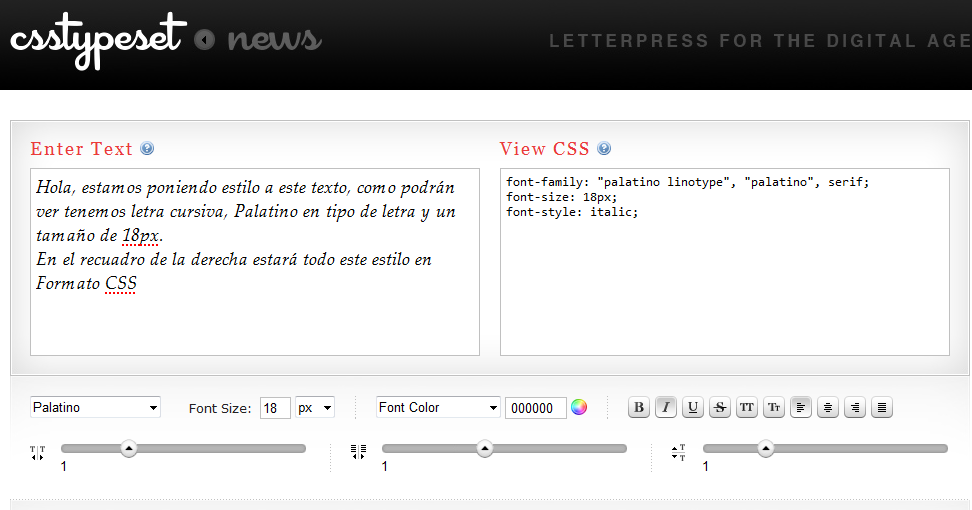 csstypeset news
LETTERPRESS FOR THE DIGITAL AGE
Enter Text ?
View CSS ?
Hola, estamos poniendo estilo a este texto, como podrán
ver tenemos letra cursiva, Palatino en tipo de letra y un
tamaño de 18px.
En el recuadro de la derecha estará todo este estilo en
Formato CSS
font-family: "palatino linotype", "palatino", serif;
font-size: 18px;
font-style: italic;
Palatino Font Size: 18 px Font Color 000000 B I U S TT Tt
1 1 1